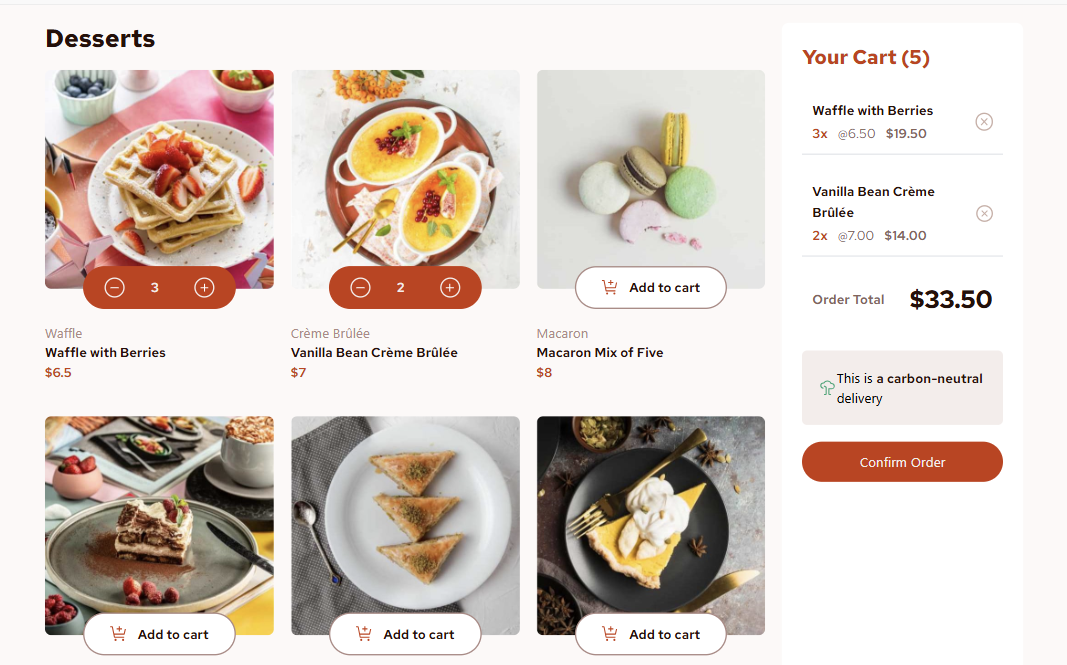 Desserts
3
Waffle
Waffle with Berries
$6.5
2
Crème Brûlée
Vanilla Bean Crème Brûlée
$7
Add to cart
Macaron
Macaron Mix of Five
$8
Add to cart
Add to cart
Add to cart
Your Cart (5)
Waffle with Berries
3x @6.50 $19.50
Vanilla Bean Crème
Brûlée
2x @7.00 $14.00
Order Total $33.50
This is a carbon-neutral
delivery
Confirm Order